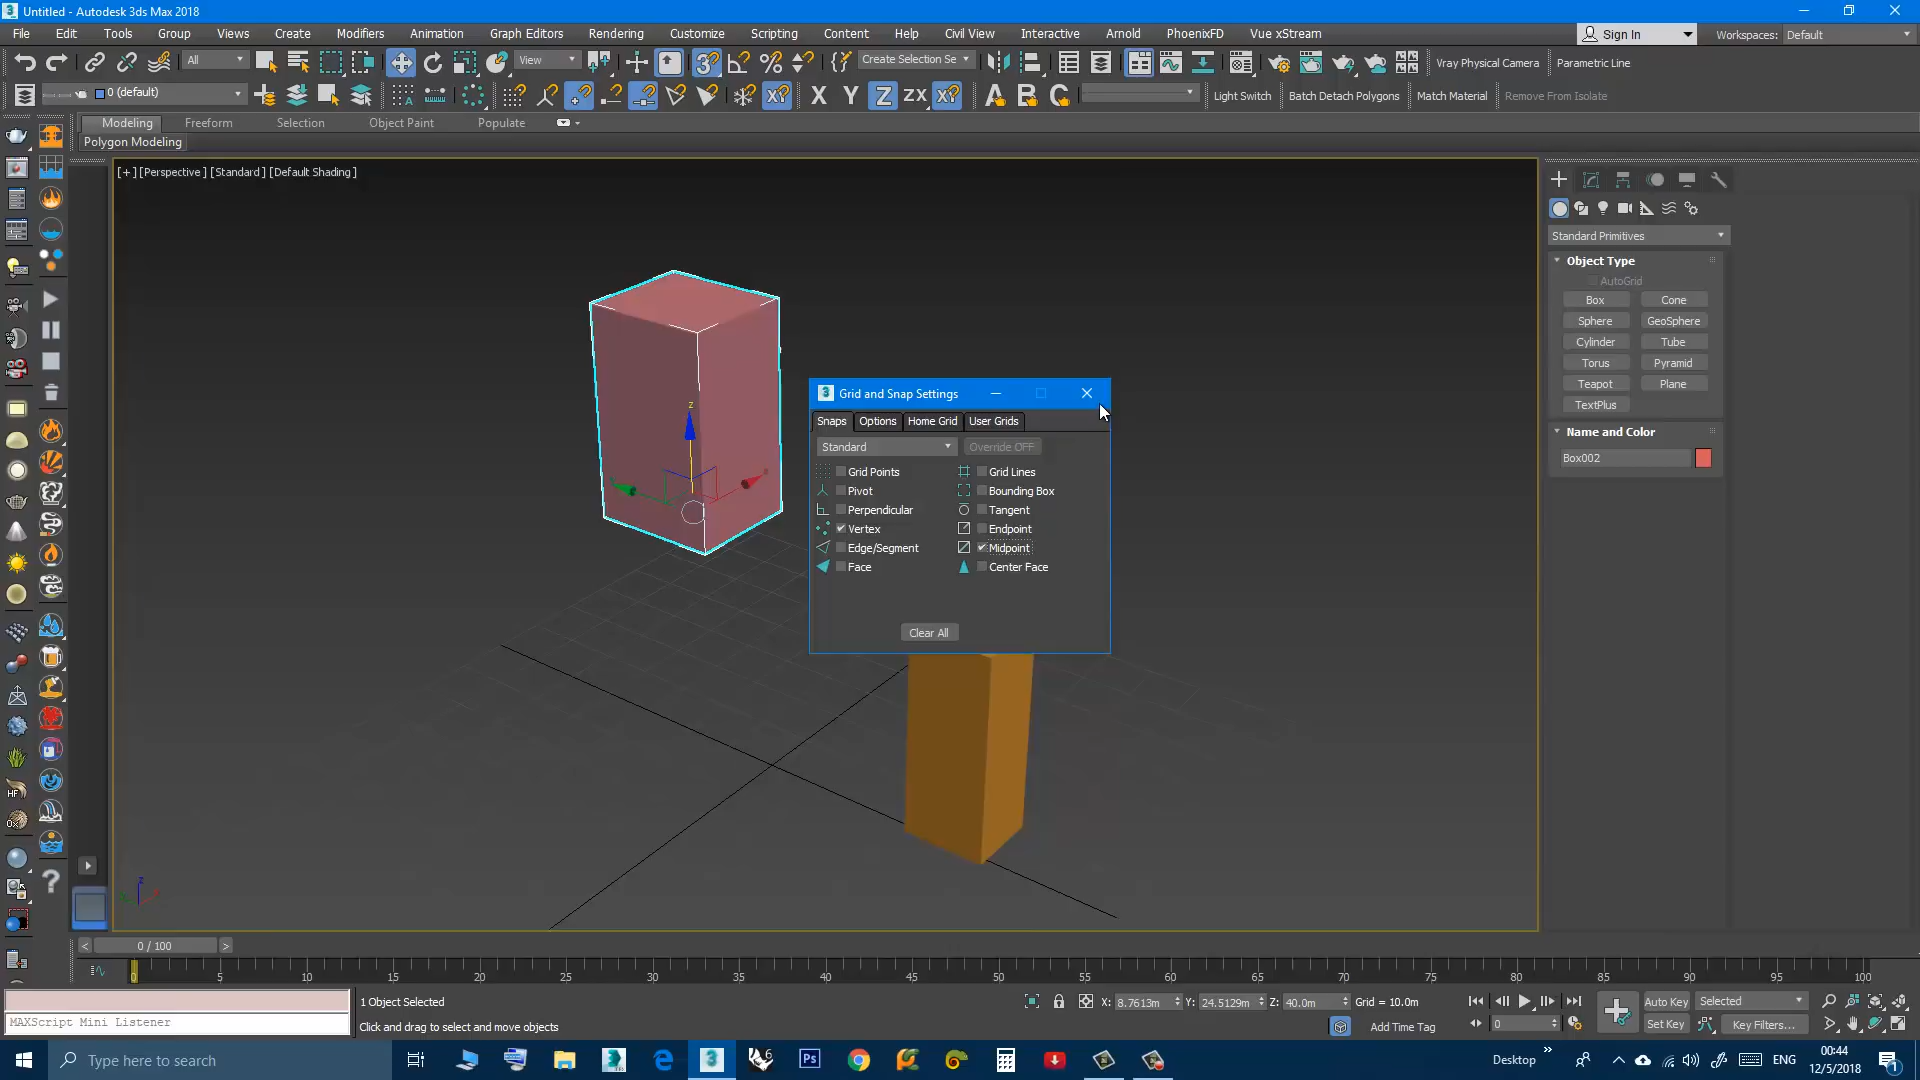 Untitled - Autodesk 3ds Max 2018
File Edit Tools Group Views Create Modifiers Animation Graph Editors Rendering Customize Scripting Content Help Civil View Interactive Arnold PhoenixFD Vue xStream Sign In Workspaces: Default
All View Create Selection Se Vray Physical Camera Parametric Line
0 (default) X Y Z ZX XY A B C Light Switch Batch Detach Polygons Match Material Remove From Isolate
Modeling Freeform Selection Object Paint Populate
Polygon Modeling
[+] [Perspective ] [Standard ] [Default Shading ]
Standard Primitives
Object Type
AutoGrid
Box Cone
Sphere GeoSphere
Cylinder Tube
Torus Pyramid
Teapot Plane
TextPlus
Name and Color
Box002
Grid and Snap Settings
Snaps Options Home Grid User Grids
Standard Override OFF
Grid Points Grid Lines
Pivot Bounding Box
Perpendicular Tangent
Vertex Endpoint
Edge/Segment Midpoint
Face Center Face
Clear All
z
x
z
< 0 / 100 >
0 5 10 15 20 25 30 35 40 45 50 55 60 65 70 75 80 85 90 95 100
1 Object Selected X: 8.7613m Y: 24.5129m Z: 40.0m Grid = 10.0m Auto Key Selected
MAXScript Mini Listener Click and drag to select and move objects Add Time Tag 0 Set Key Key Filters...
Type here to search Desktop ENG 00:44
12/5/2018
1